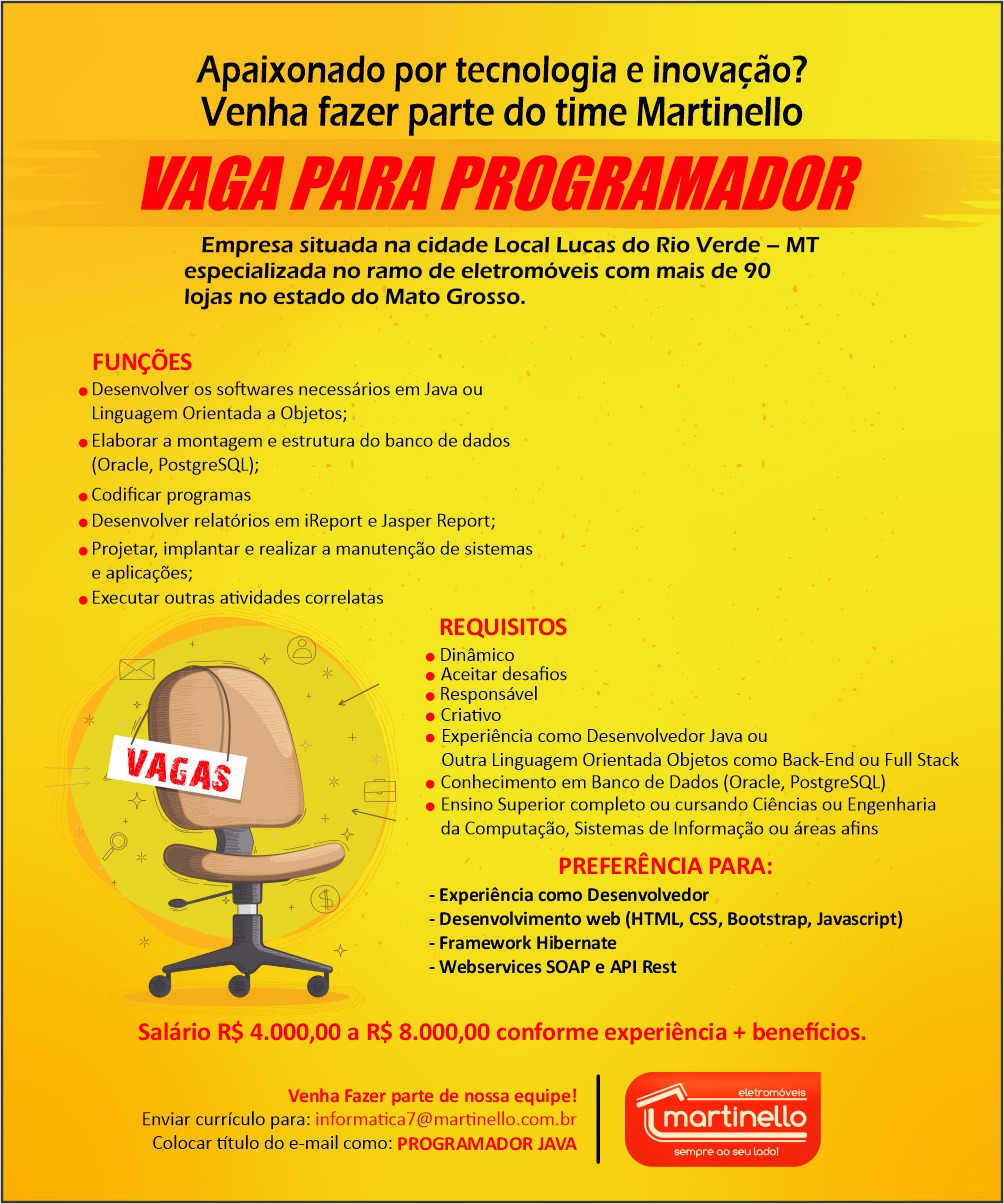 Apaixonado por tecnologia e inovação?
Venha fazer parte do time Martinello
VAGA PARA PROGRAMADOR
Empresa situada na cidade Local Lucas do Rio Verde – MT
especializada no ramo de eletromóveis com mais de 90
lojas no estado do Mato Grosso.
FUNÇÕES
● Desenvolver os softwares necessários em Java ou
Linguagem Orientada a Objetos;
● Elaborar a montagem e estrutura do banco de dados
(Oracle, PostgreSQL);
● Codificar programas
● Desenvolver relatórios em iReport e Jasper Report;
● Projetar, implantar e realizar a manutenção de sistemas
e aplicações;
● Executar outras atividades correlatas
VAGAS
$
REQUISITOS
● Dinâmico
● Aceitar desafios
● Responsável
● Criativo
● Experiência como Desenvolvedor Java ou
Outra Linguagem Orientada Objetos como Back-End ou Full Stack
● Conhecimento em Banco de Dados (Oracle, PostgreSQL)
● Ensino Superior completo ou cursando Ciências ou Engenharia
da Computação, Sistemas de Informação ou áreas afins
PREFERÊNCIA PARA:
- Experiência como Desenvolvedor
- Desenvolvimento web (HTML, CSS, Bootstrap, Javascript)
- Framework Hibernate
- Webservices SOAP e API Rest
Salário R$ 4.000,00 a R$ 8.000,00 conforme experiência + benefícios.
Venha Fazer parte de nossa equipe!
Enviar currículo para: informatica7@martinello.com.br
Colocar título do e-mail como: PROGRAMADOR JAVA
eletromóveis
martinello
sempre ao seu lado!